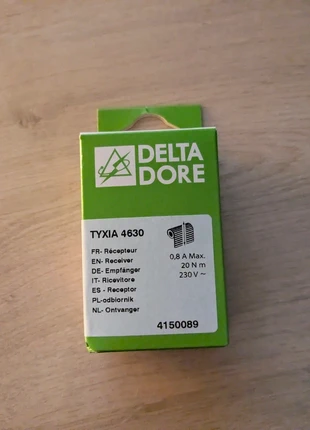 DELTA
DORE
TYXIA 4630
FR- Récepteur
EN- Receiver
DE- Empfänger
IT- Ricevitore
ES - Receptor
PL-odbiornik
NL- Ontvanger
0,8 A Max.
20 N m
230 V ~
4150089